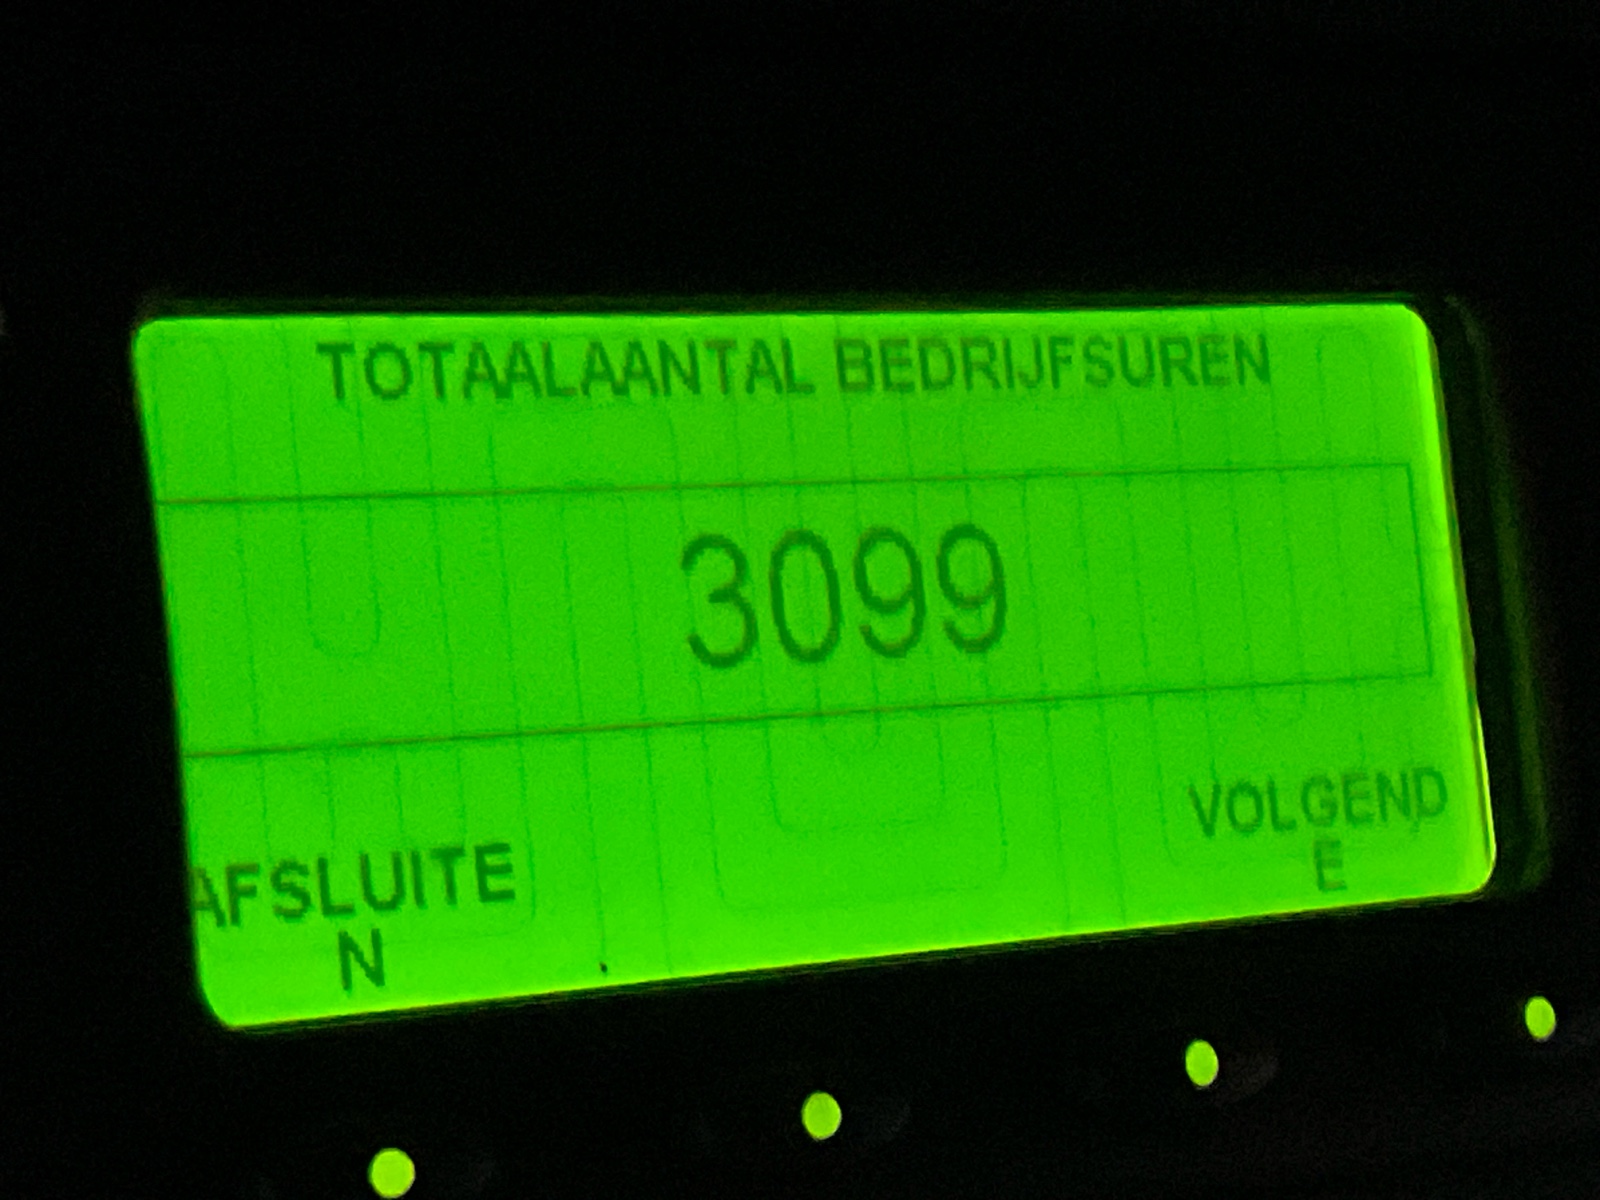 TOTAALAANTAL BEDRIJFSUREN
3099
AFSLUITE
N
VOLGEND
E